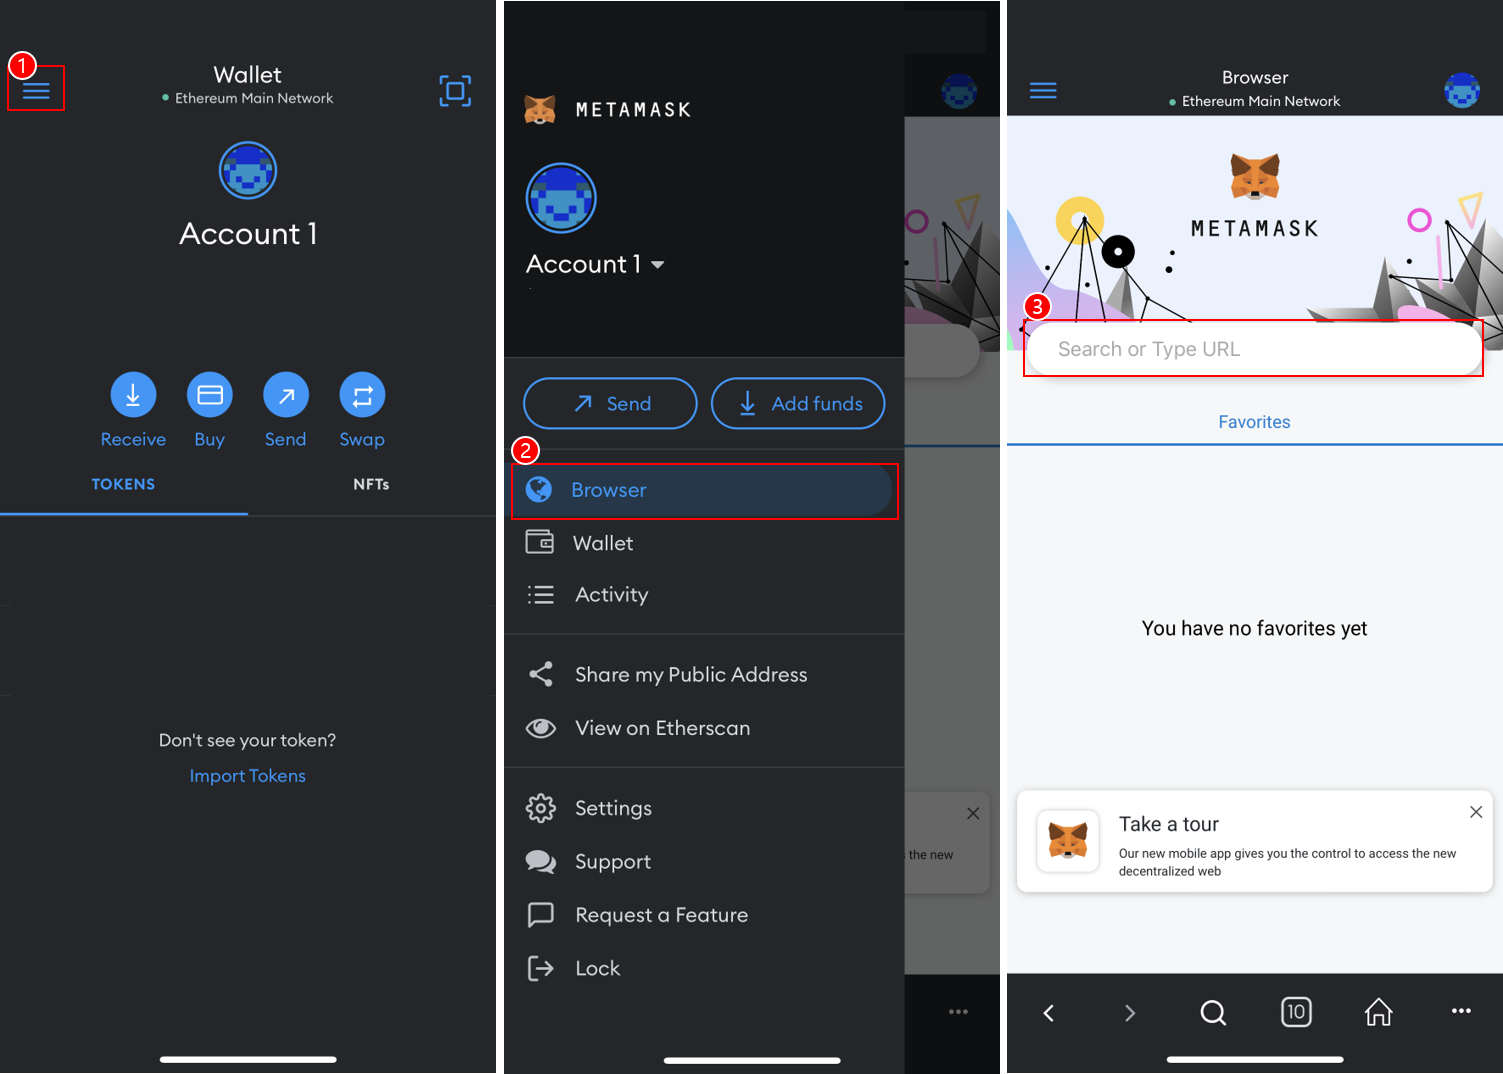 1
Wallet
Ethereum Main Network
Account 1
Receive
Buy
Send
Swap
TOKENS
NFTs
Don't see your token?
Import Tokens
METAMASK
Account 1
Send
Add funds
2
Browser
Wallet
Activity
Share my Public Address
View on Etherscan
Settings
Support
Request a Feature
Lock
the new
Browser
Ethereum Main Network
METAMASK
3
Search or Type URL
Favorites
You have no favorites yet
Take a tour
Our new mobile app gives you the control to access the new
decentralized web
10